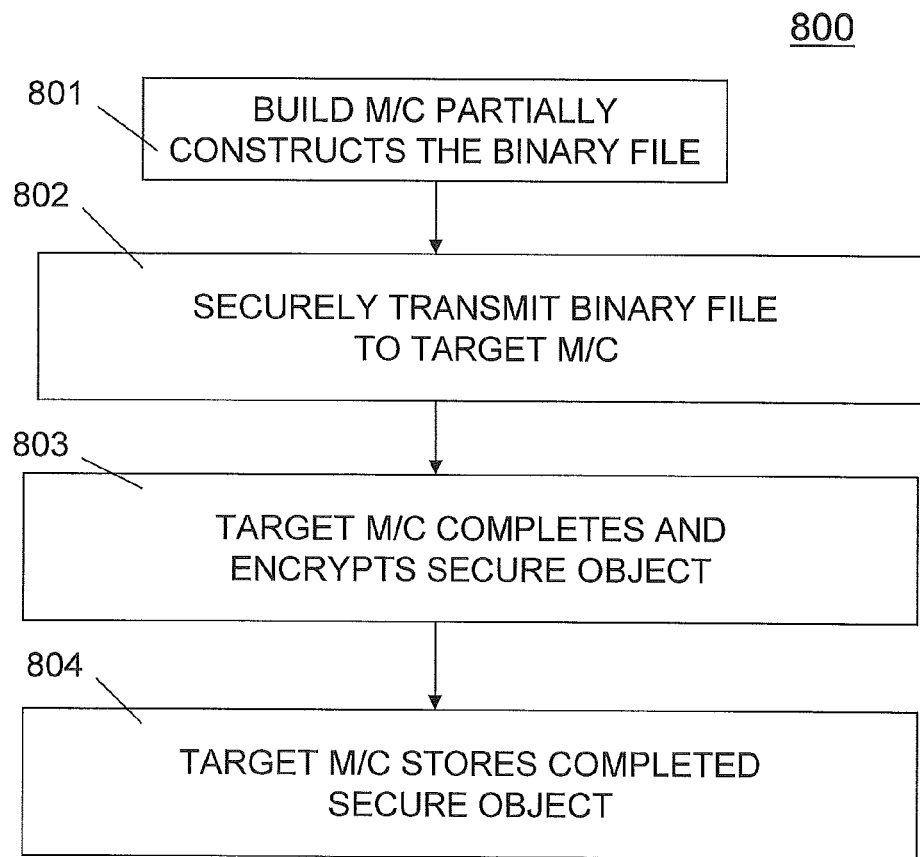 800
801
BUILD M/C PARTIALLY
CONSTRUCTS THE BINARY FILE
802
SECURELY TRANSMIT BINARY FILE
TO TARGET M/C
803
TARGET M/C COMPLETES AND
ENCRYPTS SECURE OBJECT
804
TARGET M/C STORES COMPLETED
SECURE OBJECT